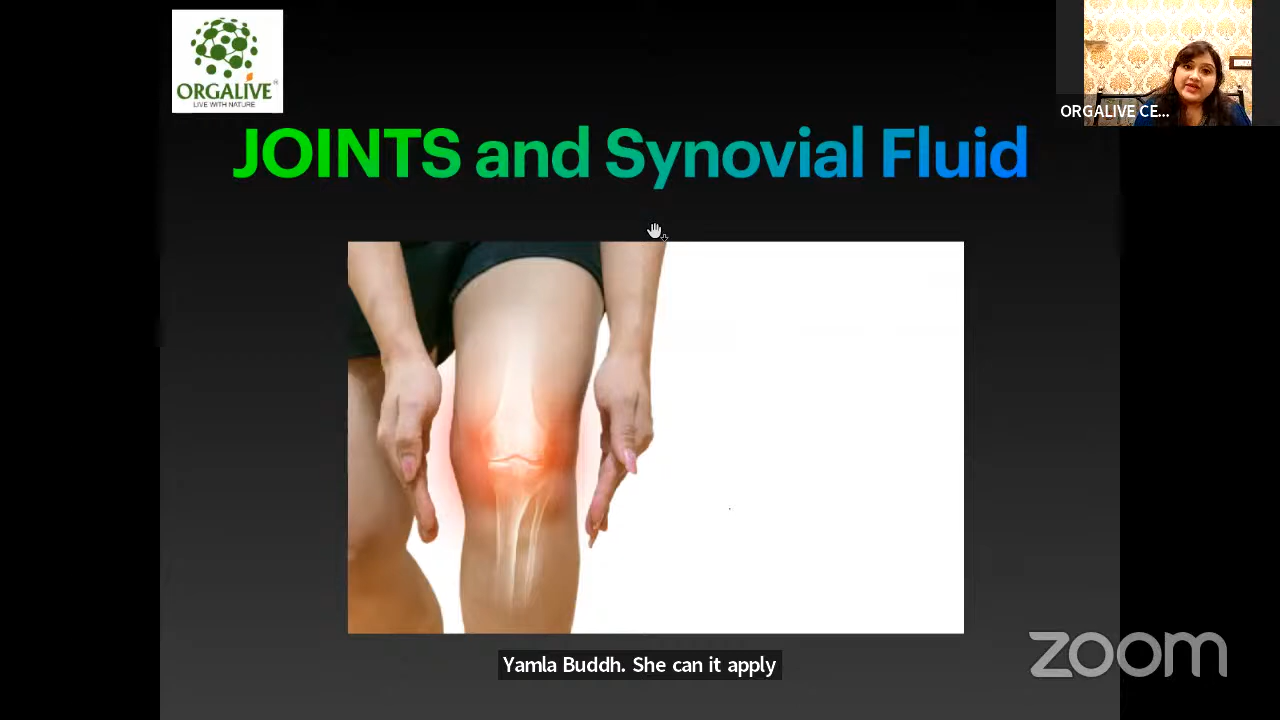 ORGALIVE
LIVE WITH NATURE
ORGALIVE CE...
JOINTS and Synovial Fluid
Yamla Buddh. She can it apply
zoom